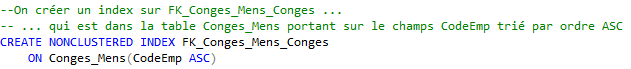 --On créer un index sur FK_Conges_Mens_Conges ...
-- ... qui est dans la table Conges_Mens portant sur le champs CodeEmp trié par ordre ASC
CREATE NONCLUSTERED INDEX FK_Conges_Mens_Conges
ON Conges_Mens(CodeEmp ASC)